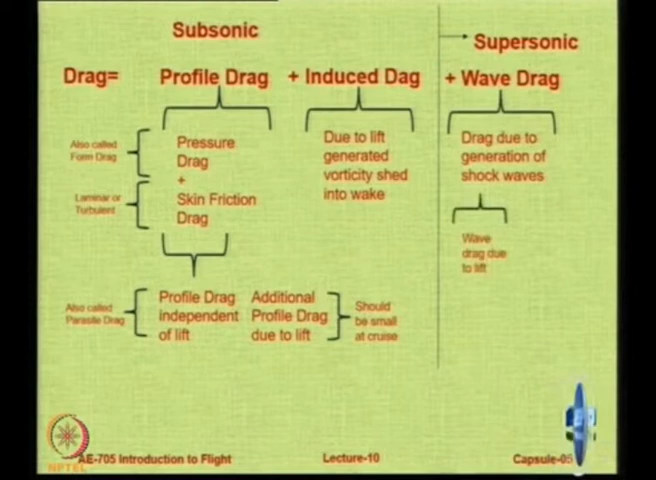 Subsonic
Supersonic
Drag= Profile Drag + Induced Dag + Wave Drag
Also called
Form Drag
Pressure
Drag
+
Laminar or
Turbulent
Skin Friction
Drag
Due to lift
generated
vorticity shed
into wake
Drag due to
generation of
shock waves
Wave
drag due
to lift
Also called
Parasite Drag
Profile Drag
independent
of lift
Additional
Profile Drag
due to lift
Should
be small
at cruise
NPTEL
AE-705 Introduction to Flight
Lecture-10
Capsule-05